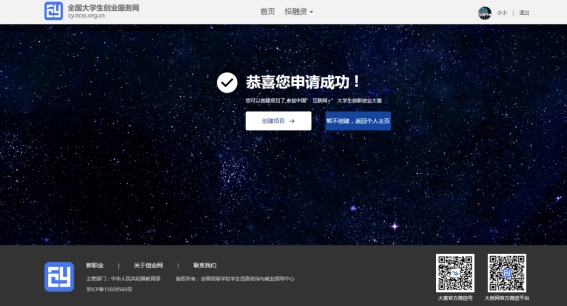 全国大学生创业服务网
cy.ncss.org.cn
首页 投融资
小小 | 退出
恭喜您申请成功！
您可以创建项目了,参加中国" 互联网+" 大学生创新创业大赛
创建项目 →
暂不创建，返回个人主页
新职业 | 关于创业网 | 联系我们
主管部门：中华人民共和国教育部 版权所有：全国高等学校学生信息咨询与就业指导中心
京ICP备15029560号
大赛官方微信号
大创网官方微信平台